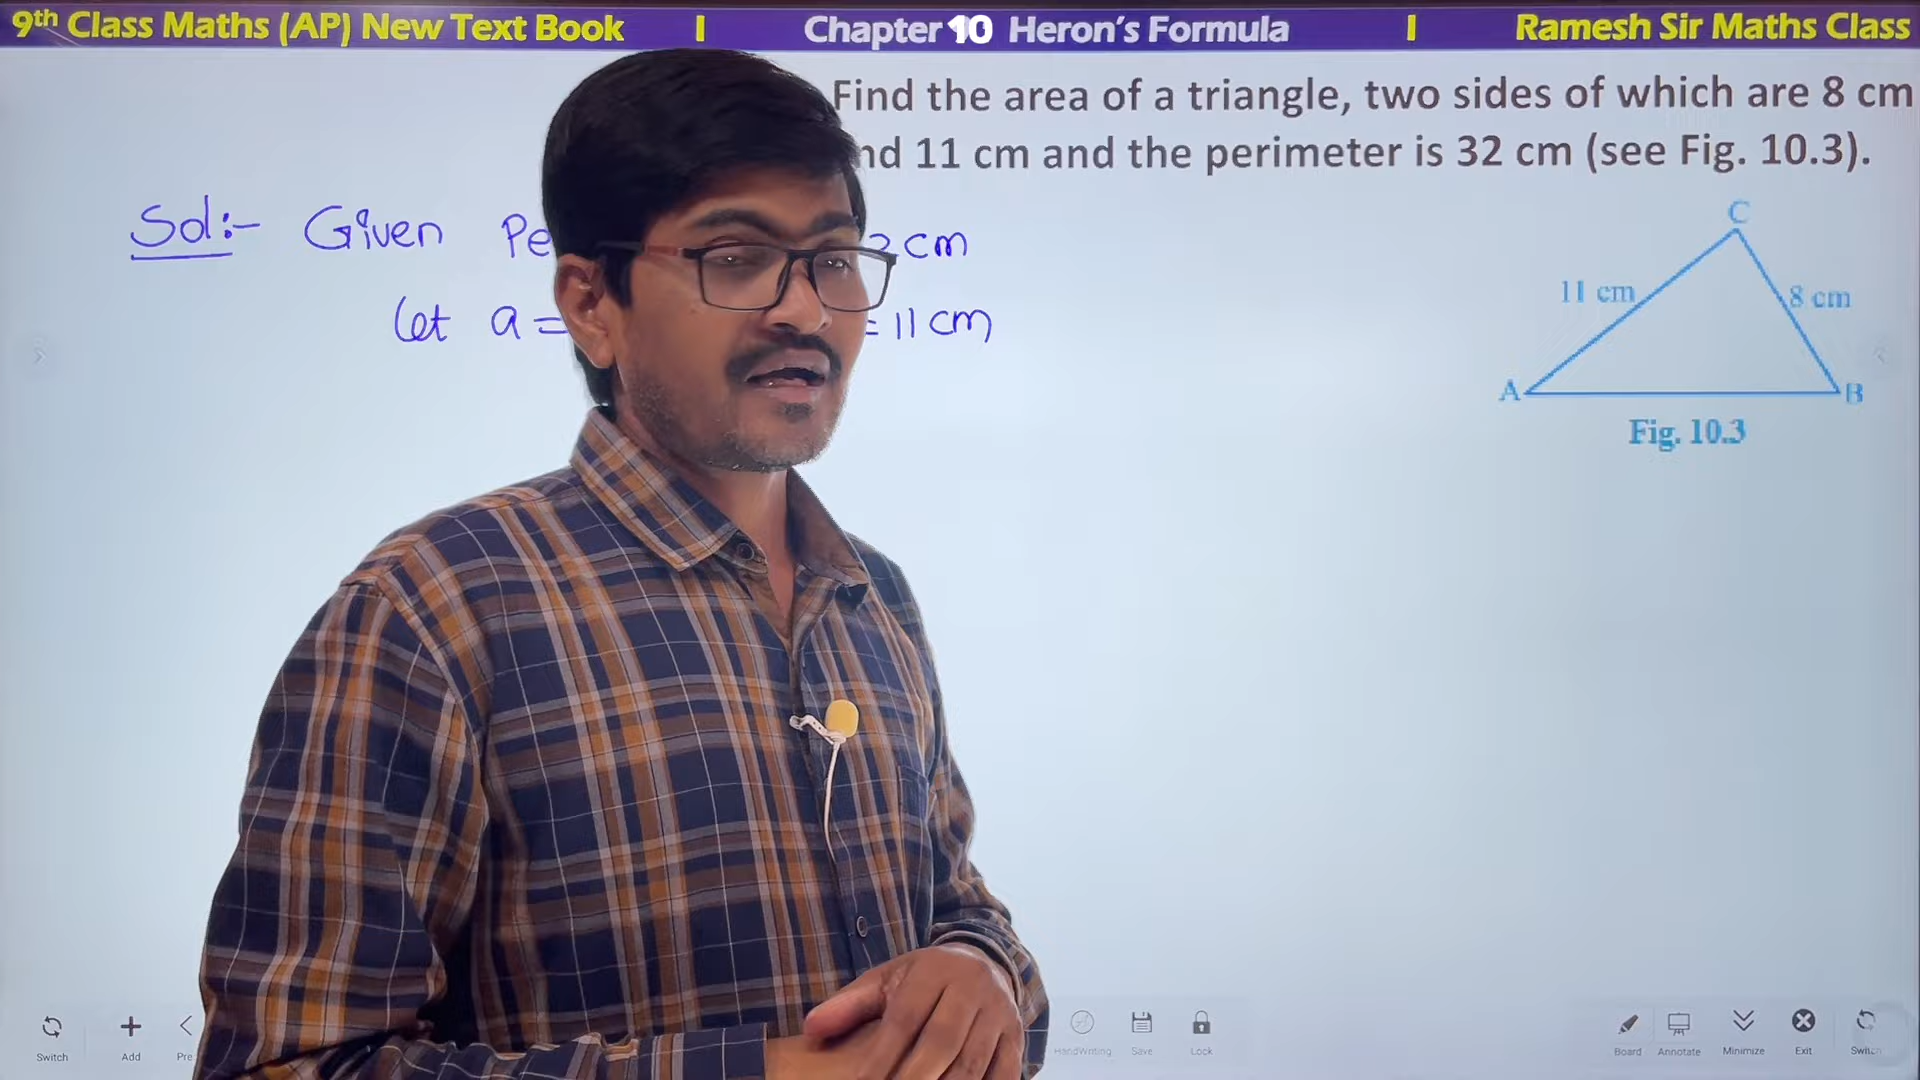 9th Class Maths (AP) New Text Book | Chapter 10 Heron's Formula | Ramesh Sir Maths Class
Find the area of a triangle, two sides of which are 8 cm
11 cm and the perimeter is 32 cm (see Fig. 10.3).
Sol:- Given cm
Let a = = 11 cm
C
11 cm
8 cm
A
B
Fig. 10.3
Switch
Add
HandWriting
Save
Lock
Board
Annotate
Minimize
Exit
Switch